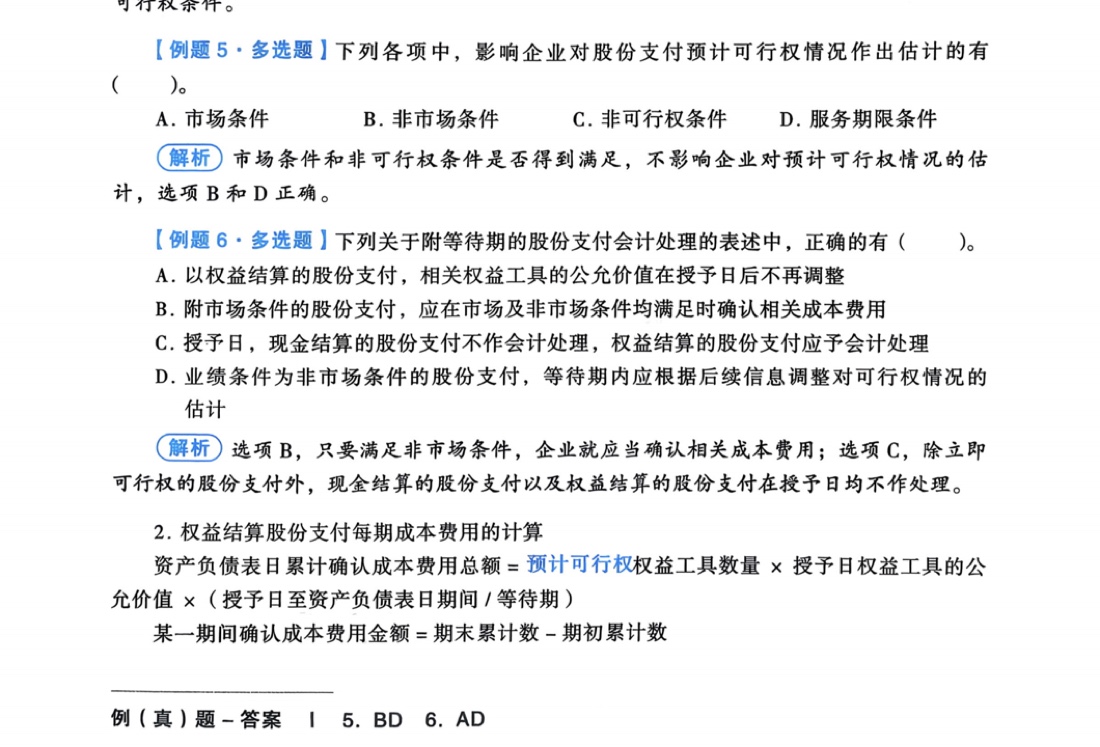 可行权条件。
【例题 5·多选题】下列各项中，影响企业对股份支付预计可行权情况作出估计的有
（　　）。
A. 市场条件　　B. 非市场条件　　C. 非可行权条件　　D. 服务期限条件
解析 市场条件和非可行权条件是否得到满足，不影响企业对预计可行权情况的估
计，选项 B 和 D 正确。
【例题 6·多选题】下列关于附等待期的股份支付会计处理的表述中，正确的有（　　）。
A. 以权益结算的股份支付，相关权益工具的公允价值在授予日后不再调整
B. 附市场条件的股份支付，应在市场及非市场条件均满足时确认相关成本费用
C. 授予日，现金结算的股份支付不作会计处理，权益结算的股份支付应予会计处理
D. 业绩条件为非市场条件的股份支付，等待期内应根据后续信息调整对可行权情况的
估计
解析 选项 B，只要满足非市场条件，企业就应当确认相关成本费用；选项 C，除立即
可行权的股份支付外，现金结算的股份支付以及权益结算的股份支付在授予日均不作处理。
2. 权益结算股份支付每期成本费用的计算
资产负债表日累计确认成本费用总额 = 预计可行权权益工具数量 × 授予日权益工具的公
允价值 ×（授予日至资产负债表日期间 / 等待期）
某一期间确认成本费用金额 = 期末累计数 – 期初累计数
例（真）题 – 答案 | 5. BD 6. AD